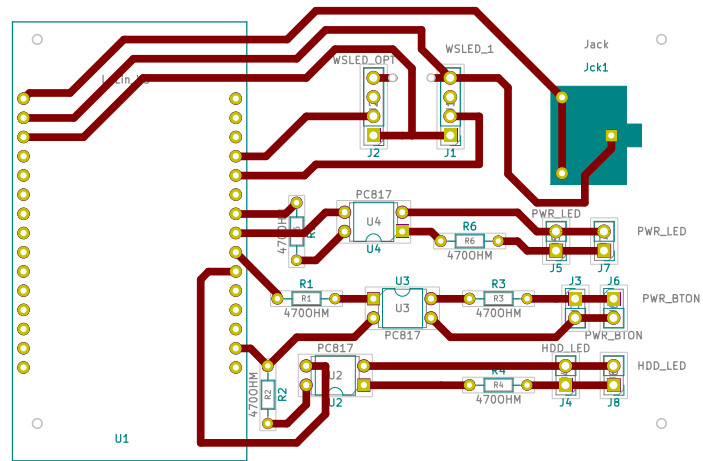 Jack
WSLED_1
WSLED_OPT
Jck1
J2
J1
PC817
U4
U4
R6
R6
470OHM
PWR_LED
PWR_LED
J5
J7
470OHM
R1
R1
470OHM
U3
U3
PC817
R3
R3
470OHM
J3
J6
PWR_BTON
PWR_BTON
PC817
HDD_LED
HDD_LED
U2
U2
R4
R4
470OHM
J4
J8
470OHM
R2
R2
U1